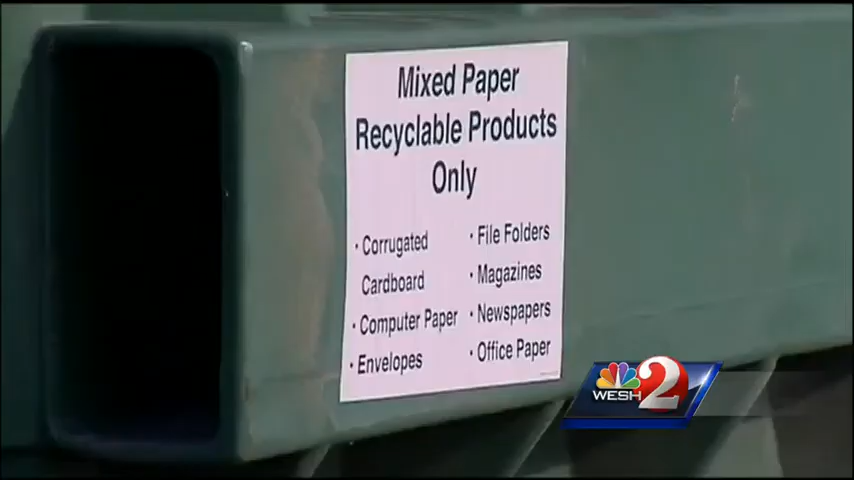 Mixed Paper
Recyclable Products
Only
· Corrugated
Cardboard
· Computer Paper
· Envelopes
· File Folders
· Magazines
· Newspapers
· Office Paper
WESH 2